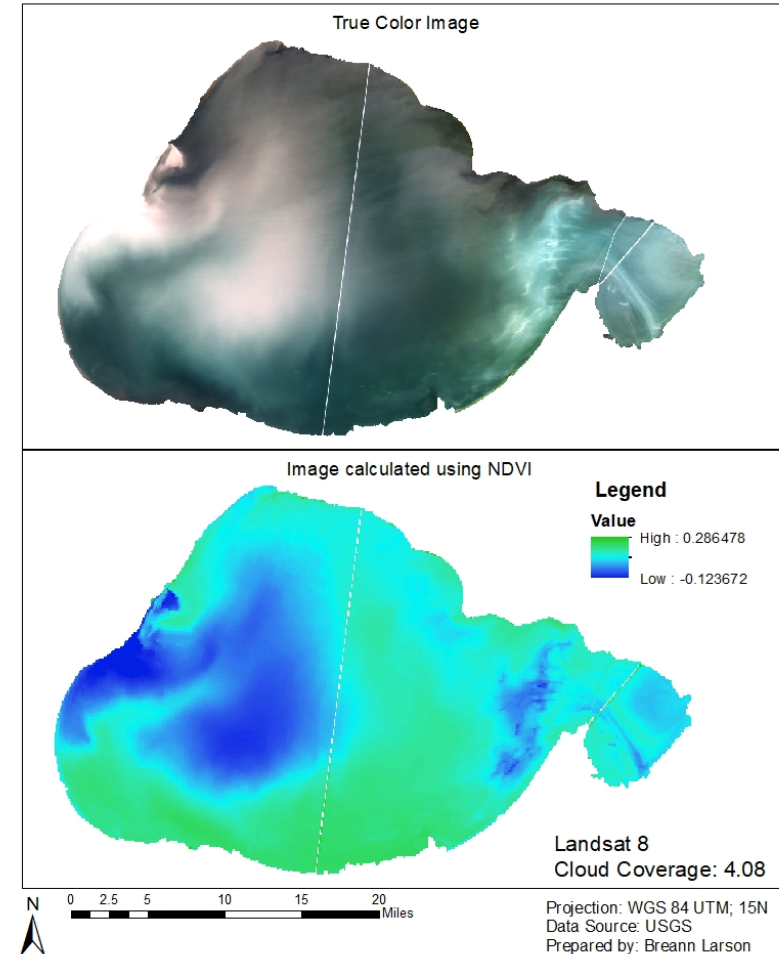 True Color Image
Image calculated using NDVI
Legend
Value
High : 0.286478
Low : -0.123672
Landsat 8
Cloud Coverage: 4.08
N
0 2.5 5 10 15 20
Miles
Projection: WGS 84 UTM; 15N
Data Source: USGS
Prepared by: Breann Larson